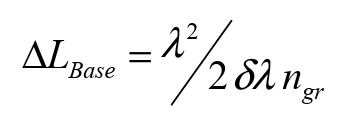 ΔL_Base = λ²/2 δλ n_gr